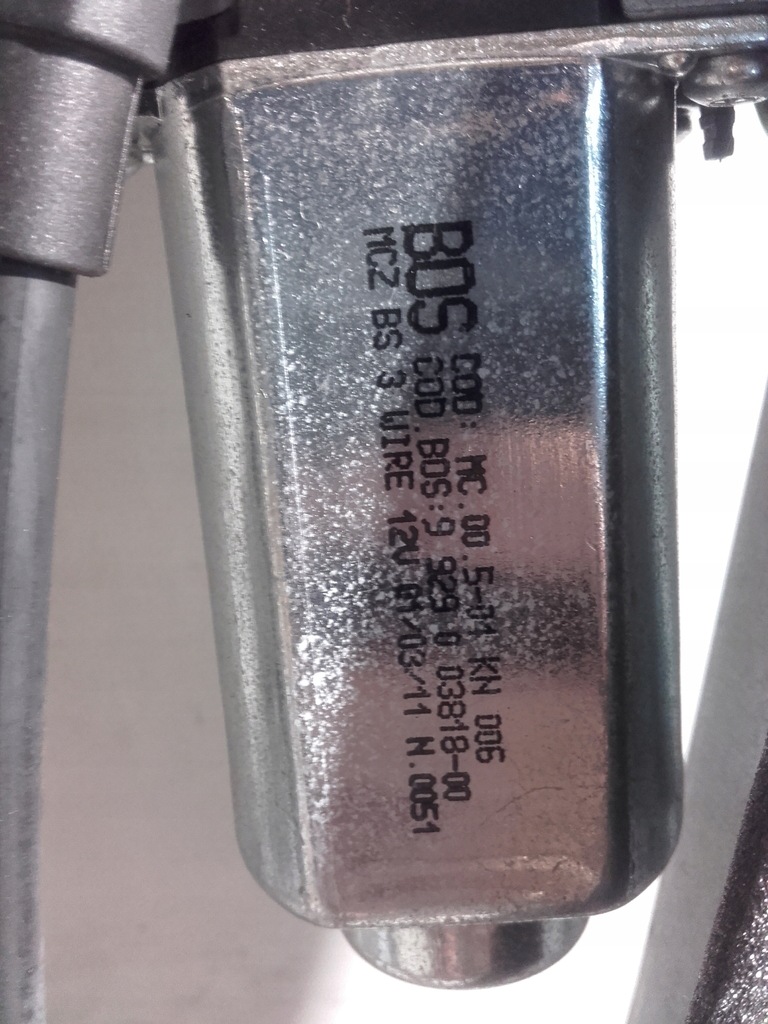 BOS COD: MC.00.5-01 KN 006
COD.BOS:9 929 0 03818-00
MC2 BS 3 WIRE 12V 01/03/11 N.0051